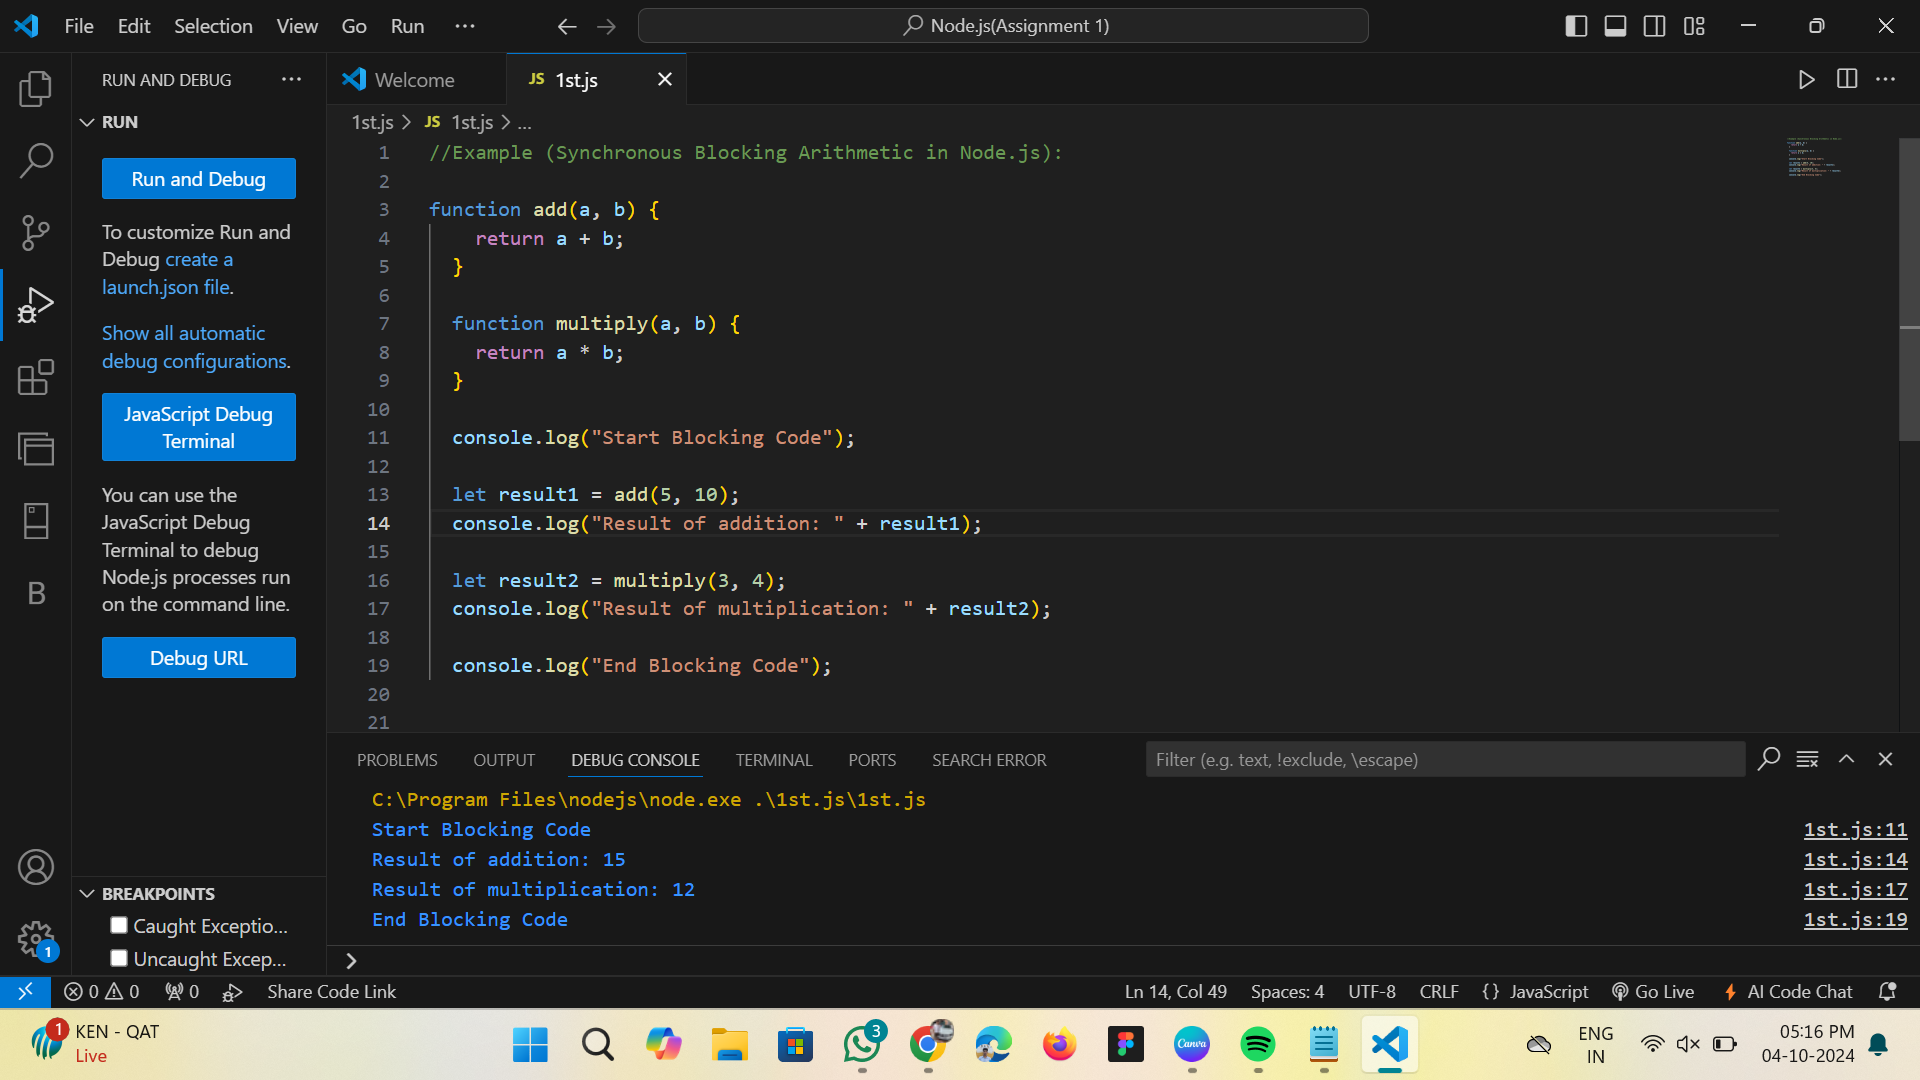 File Edit Selection View Go Run ··· Node.js(Assignment 1)
RUN AND DEBUG ···
RUN
Run and Debug
To customize Run and
Debug create a
launch.json file.
Show all automatic
debug configurations.
JavaScript Debug
Terminal
You can use the
JavaScript Debug
Terminal to debug
Node.js processes run
on the command line.
Debug URL
BREAKPOINTS
Caught Exceptio...
Uncaught Excep...
B
1
Welcome JS 1st.js
1st.js > JS 1st.js > ...
1 //Example (Synchronous Blocking Arithmetic in Node.js):
2
3 function add(a, b) {
4 return a + b;
5 }
6
7 function multiply(a, b) {
8 return a * b;
9 }
10
11 console.log("Start Blocking Code");
12
13 let result1 = add(5, 10);
14 console.log("Result of addition: " + result1);
15
16 let result2 = multiply(3, 4);
17 console.log("Result of multiplication: " + result2);
18
19 console.log("End Blocking Code");
20
21
PROBLEMS OUTPUT DEBUG CONSOLE TERMINAL PORTS SEARCH ERROR Filter (e.g. text, !exclude, \escape)
C:\Program Files\nodejs\node.exe .\1st.js\1st.js
Start Blocking Code 1st.js:11
Result of addition: 15 1st.js:14
Result of multiplication: 12 1st.js:17
End Blocking Code 1st.js:19
>
0 0 0 Share Code Link Ln 14, Col 49 Spaces: 4 UTF-8 CRLF {} JavaScript Go Live AI Code Chat
1 KEN - QAT
Live
3
Canva
ENG
IN
05:16 PM
04-10-2024